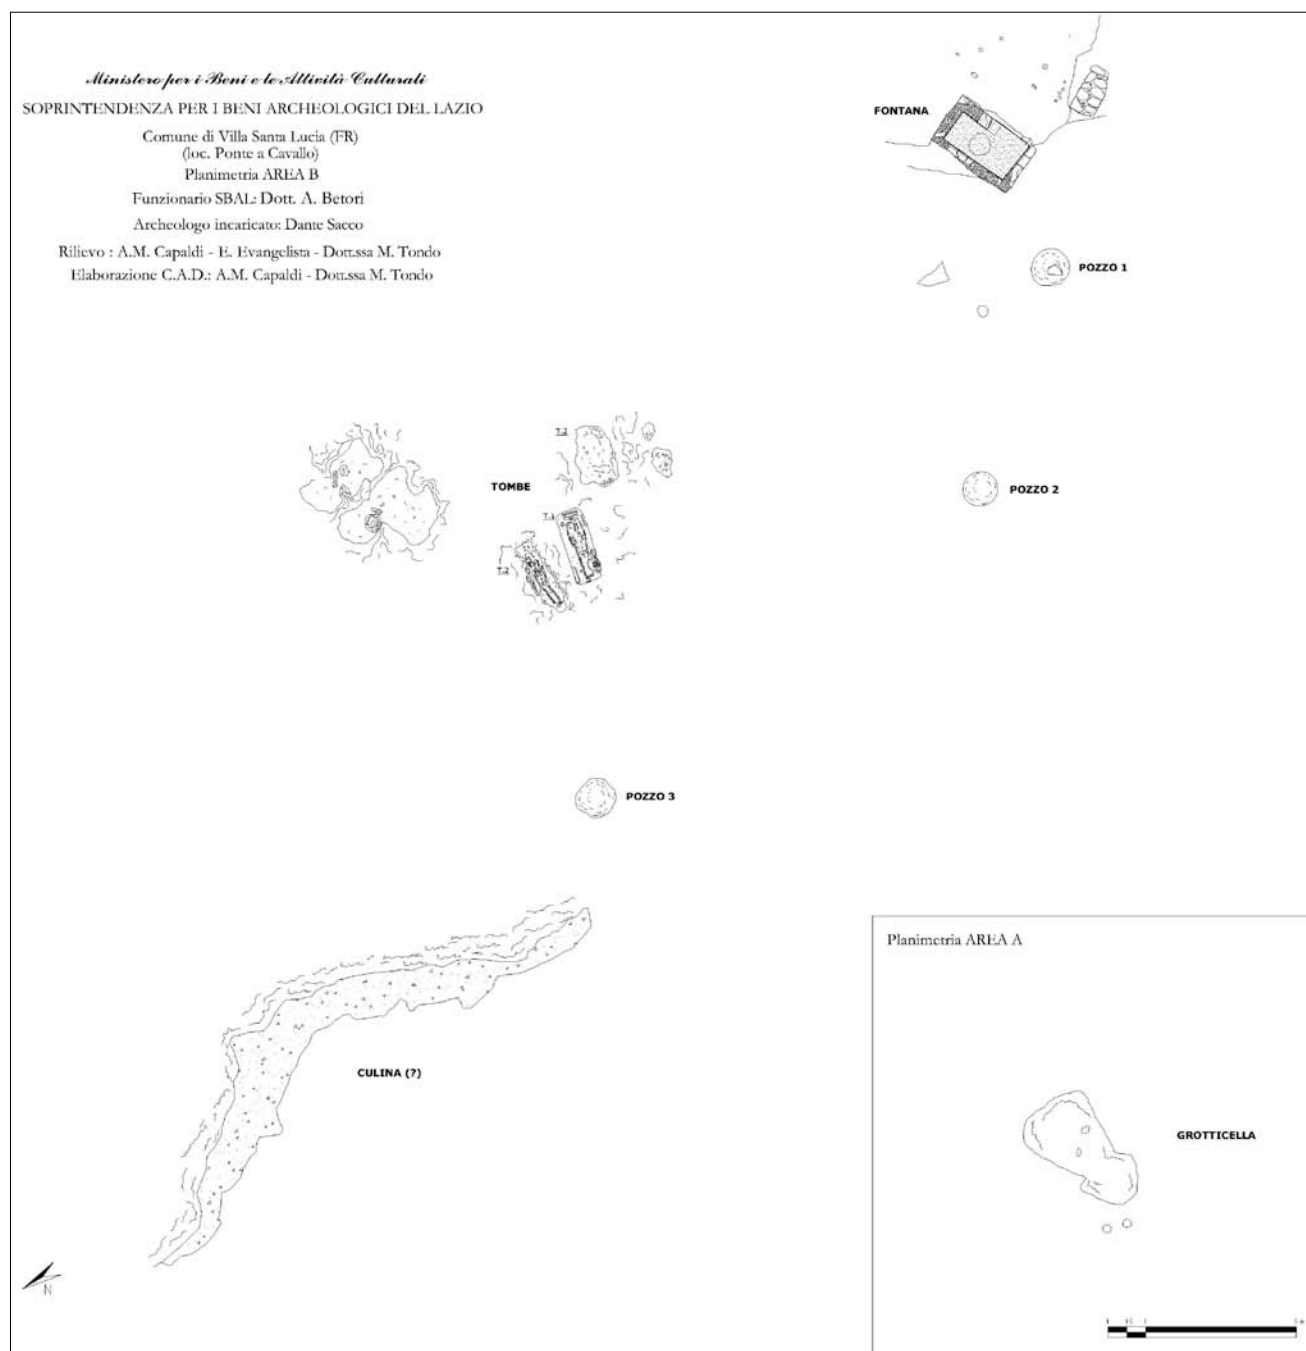 Ministero per i Beni e le Attività Culturali
SOPRINTENDENZA PER I BENI ARCHEOLOGICI DEL LAZIO
Comune di Villa Santa Lucia (FR)
(loc. Ponte a Cavallo)
Planimetria AREA B
Funzionario SBAL: Dott. A. Betori
Archeologo incaricato: Dante Sacco
Rilievo : A.M. Capaldi - E. Evangelista - Dott.ssa M. Tondo
Elaborazione C.A.D.: A.M. Capaldi - Dott.ssa M. Tondo
FONTANA
POZZO 1
TOMBE
POZZO 2
POZZO 3
CULINA (?)
Planimetria AREA A
GROTTICELLA
N